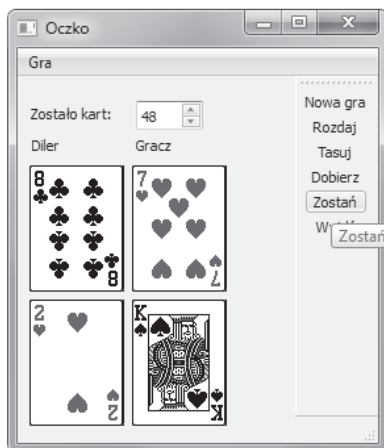 Oczko
Gra
Zostało kart: 48
Diler Gracz
8
8
7
7
2
2
K
K
Nowa gra
Rozdaj
Tasuj
Dobierz
Zostań
Zostań